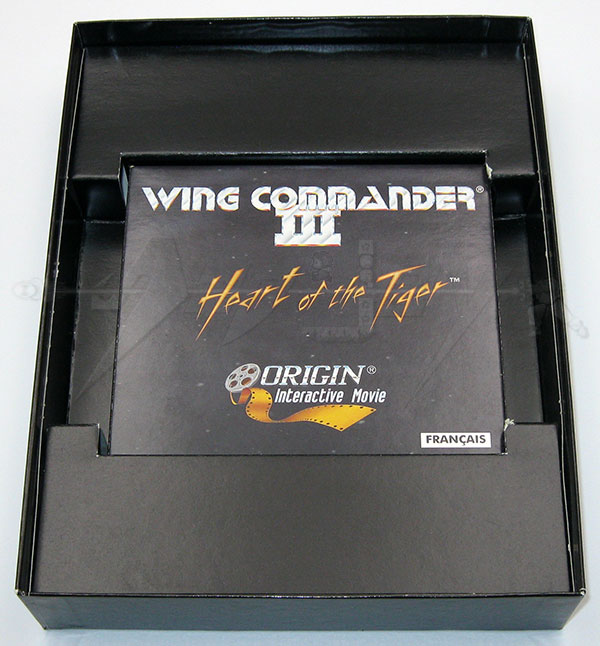 WING COMMANDER®
III
Heart of the Tiger™
ORIGIN®
Interactive Movie
FRANÇAIS